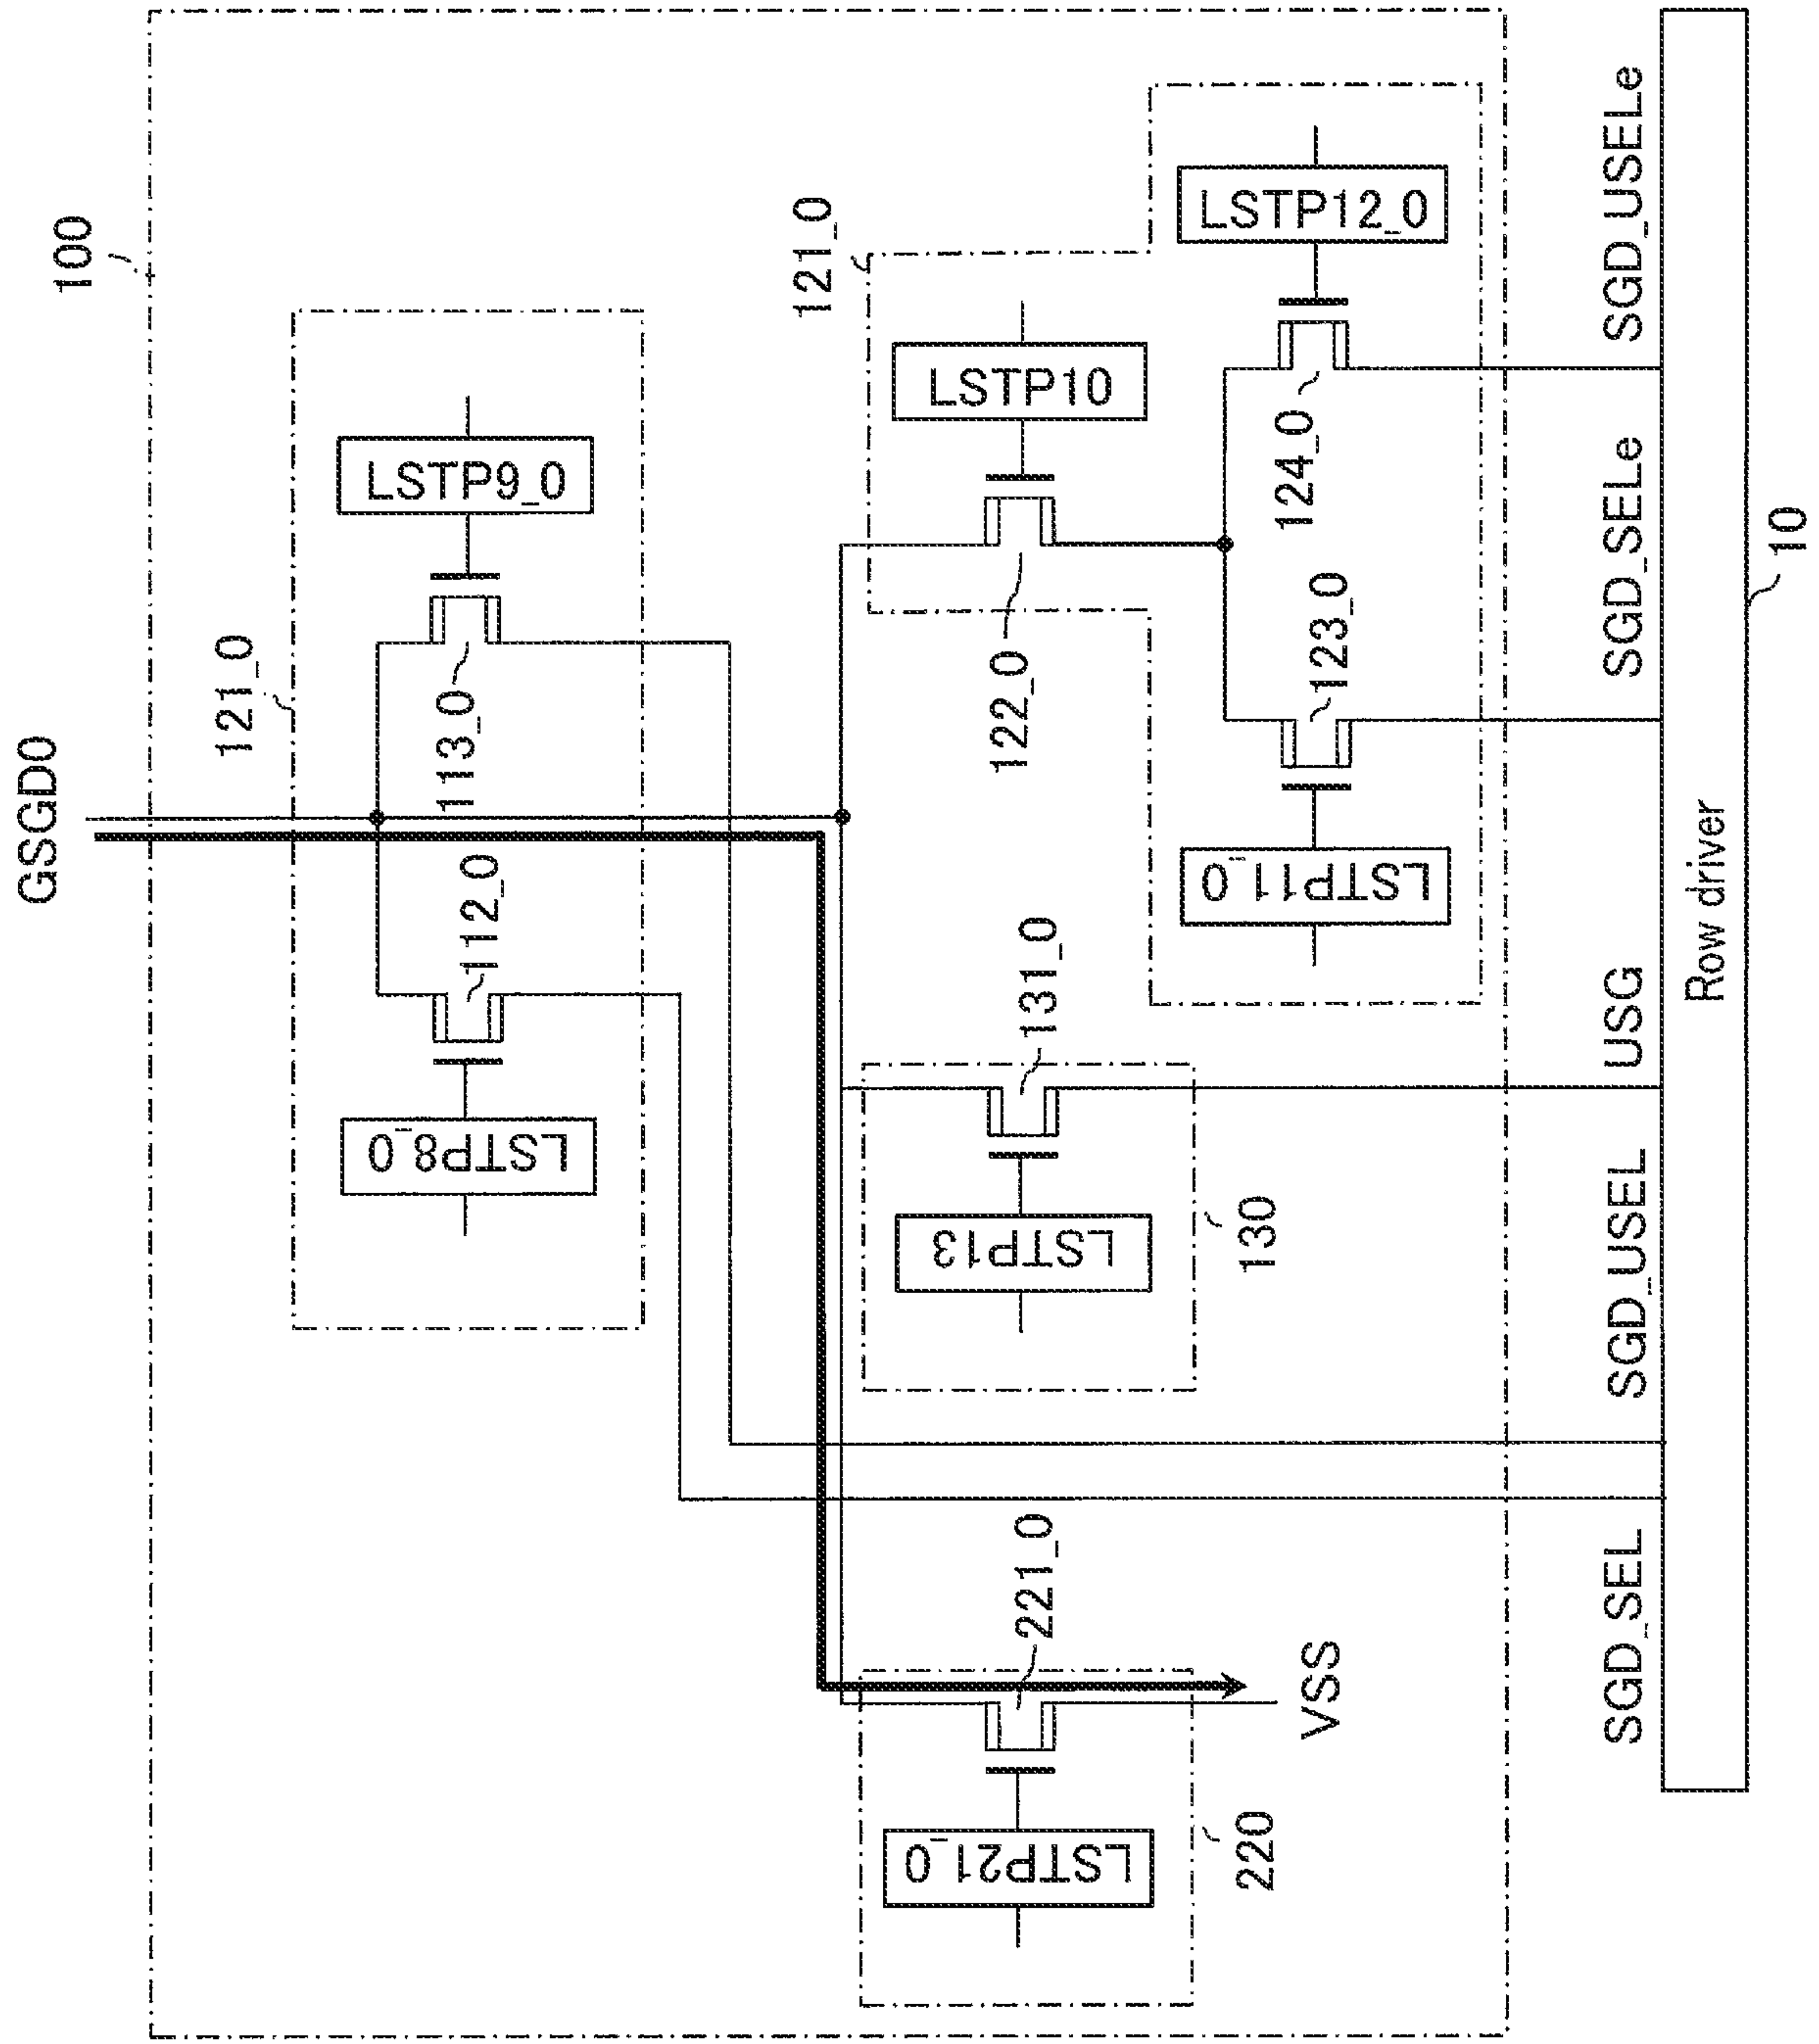 GSGD0
100
121_0
LSTP8_0
112_0
113_0
LSTP9_0
121_0
LSTP21_0
221_0
220
VSS
LSTP13
131_0
130
122_0
LSTP10
LSTP11_0
123_0
124_0
LSTP12_0
SGD_SEL
SGD_USEL
USG
SGD_SELe
SGD_USELe
Row driver
10